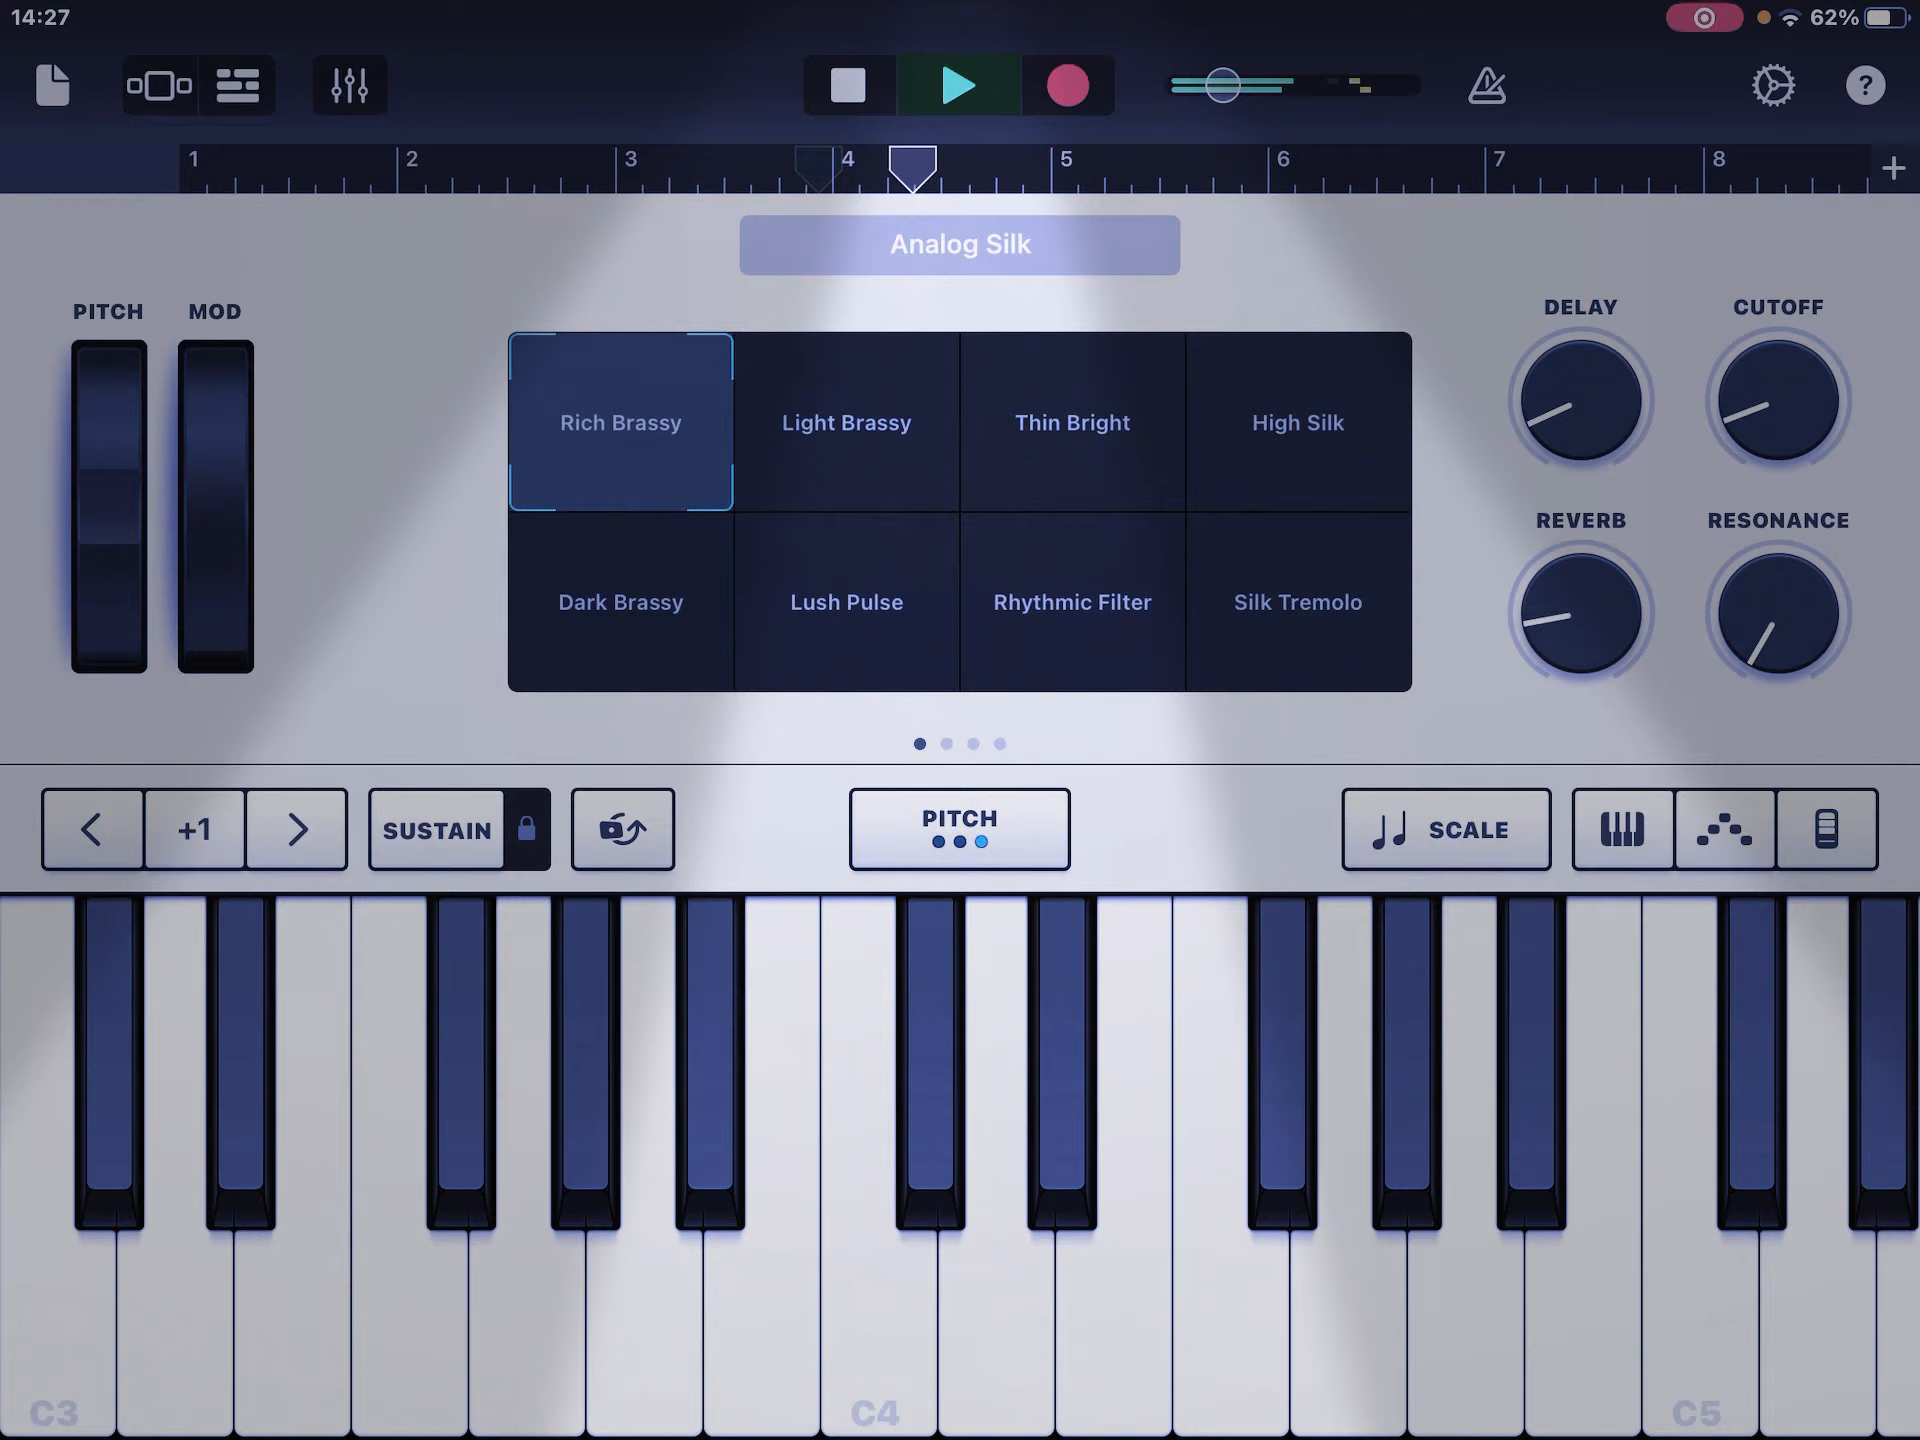 14:27
62%
?
1 2 3 4 5 6 7 8 +
Analog Silk
PITCH MOD
DELAY CUTOFF
Rich Brassy Light Brassy Thin Bright High Silk
REVERB RESONANCE
Dark Brassy Lush Pulse Rhythmic Filter Silk Tremolo
+1
SUSTAIN
PITCH
SCALE
C3 C4 C5